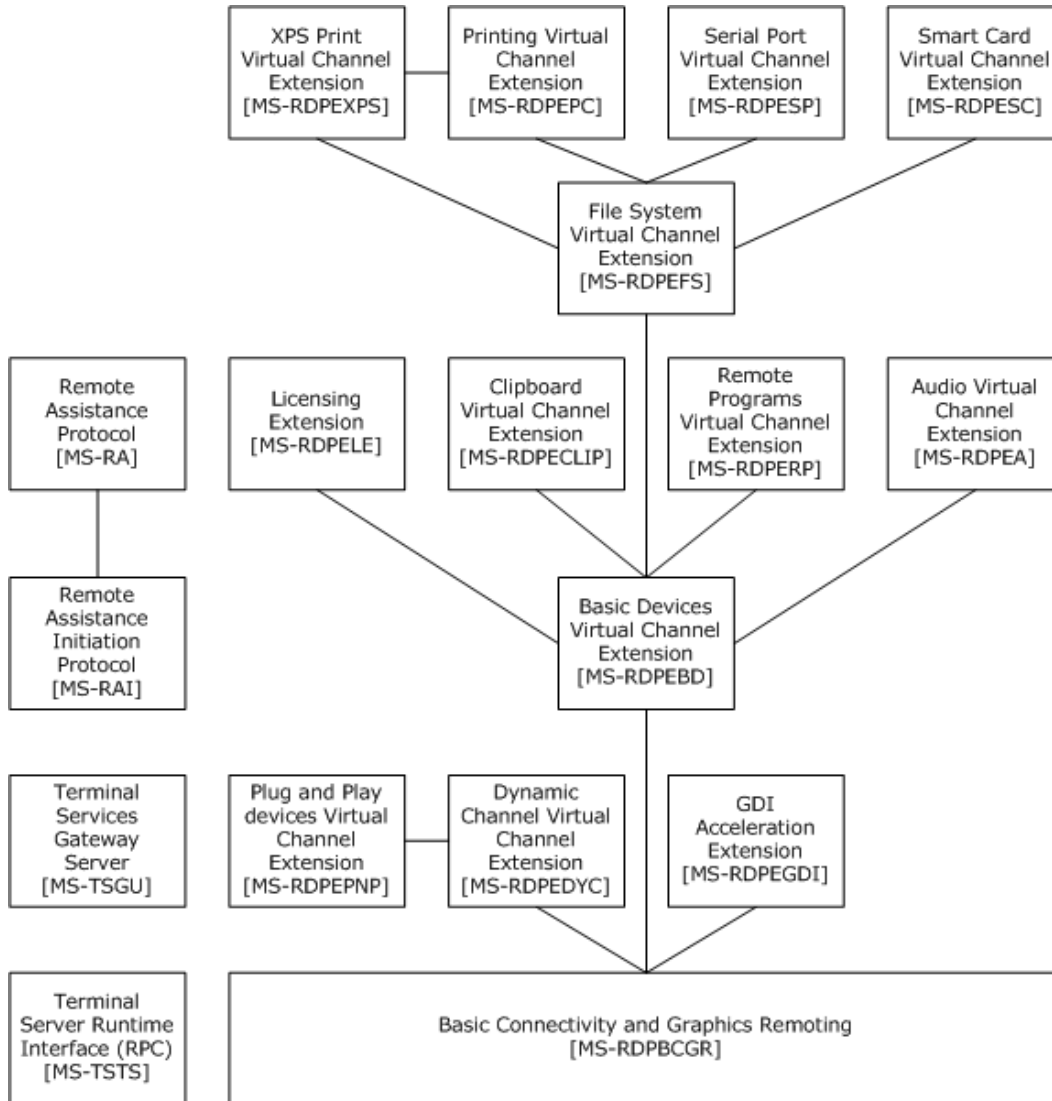 XPS Print
Virtual Channel
Extension
[MS-RDPEXPS]
Printing Virtual
Channel
Extension
[MS-RDPEPC]
Serial Port
Virtual Channel
Extension
[MS-RDPESP]
Smart Card
Virtual Channel
Extension
[MS-RDPESC]
File System
Virtual Channel
Extension
[MS-RDPEFS]
Remote
Assistance
Protocol
[MS-RA]
Licensing
Extension
[MS-RDPELE]
Clipboard
Virtual Channel
Extension
[MS-RDPECLIP]
Remote
Programs
Virtual Channel
Extension
[MS-RDPERP]
Audio Virtual
Channel
Extension
[MS-RDPEA]
Remote
Assistance
Initiation
Protocol
[MS-RAI]
Basic Devices
Virtual Channel
Extension
[MS-RDPEBD]
Terminal
Services
Gateway
Server
[MS-TSGU]
Plug and Play
devices Virtual
Channel
Extension
[MS-RDPEPNP]
Dynamic
Channel Virtual
Channel
Extension
[MS-RDPEDYC]
GDI
Acceleration
Extension
[MS-RDPEGDI]
Terminal
Server Runtime
Interface (RPC)
[MS-TSTS]
Basic Connectivity and Graphics Remoting
[MS-RDPBCGR]